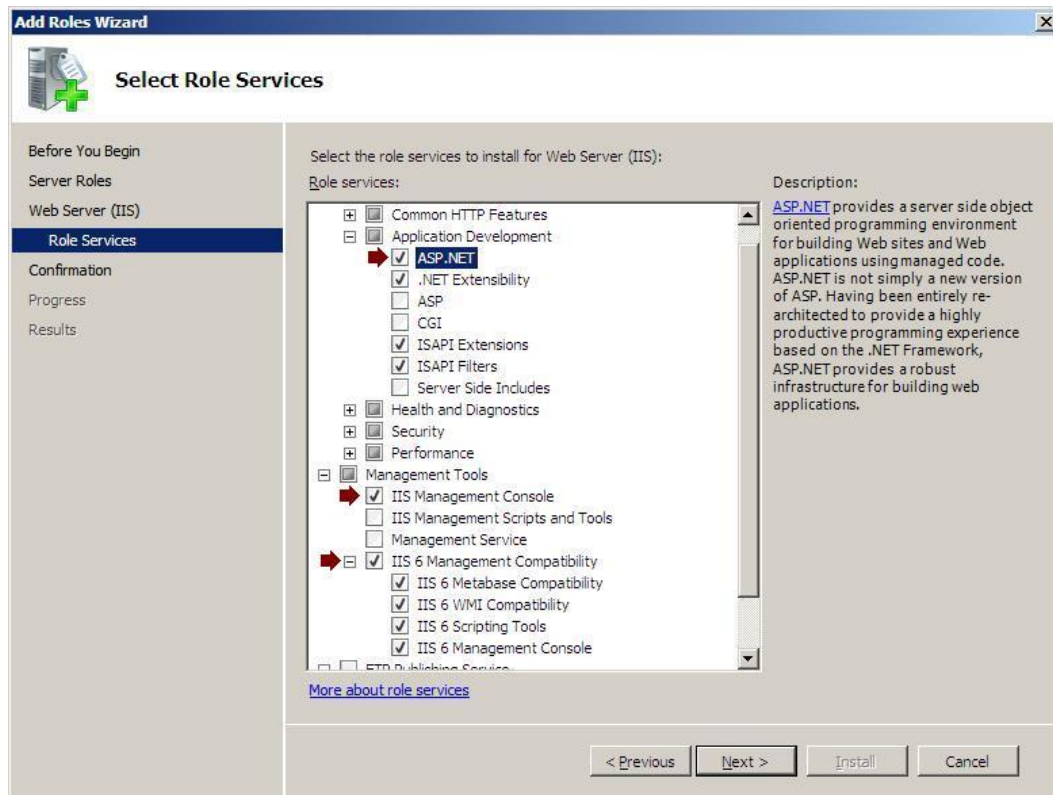 Add Roles Wizard
Select Role Services
Before You Begin
Server Roles
Web Server (IIS)
Role Services
Confirmation
Progress
Results
Select the role services to install for Web Server (IIS):
Role services:
Common HTTP Features
Application Development
ASP.NET
.NET Extensibility
ASP
CGI
ISAPI Extensions
ISAPI Filters
Server Side Includes
Health and Diagnostics
Security
Performance
Management Tools
IIS Management Console
IIS Management Scripts and Tools
Management Service
IIS 6 Management Compatibility
IIS 6 Metabase Compatibility
IIS 6 WMI Compatibility
IIS 6 Scripting Tools
IIS 6 Management Console
FTP Publishing Service
More about role services
Description:
ASP.NET provides a server side object
oriented programming environment
for building Web sites and Web
applications using managed code.
ASP.NET is not simply a new version
of ASP. Having been entirely re-
architected to provide a highly
productive programming experience
based on the .NET Framework,
ASP.NET provides a robust
infrastructure for building web
applications.
< Previous
Next >
Install
Cancel